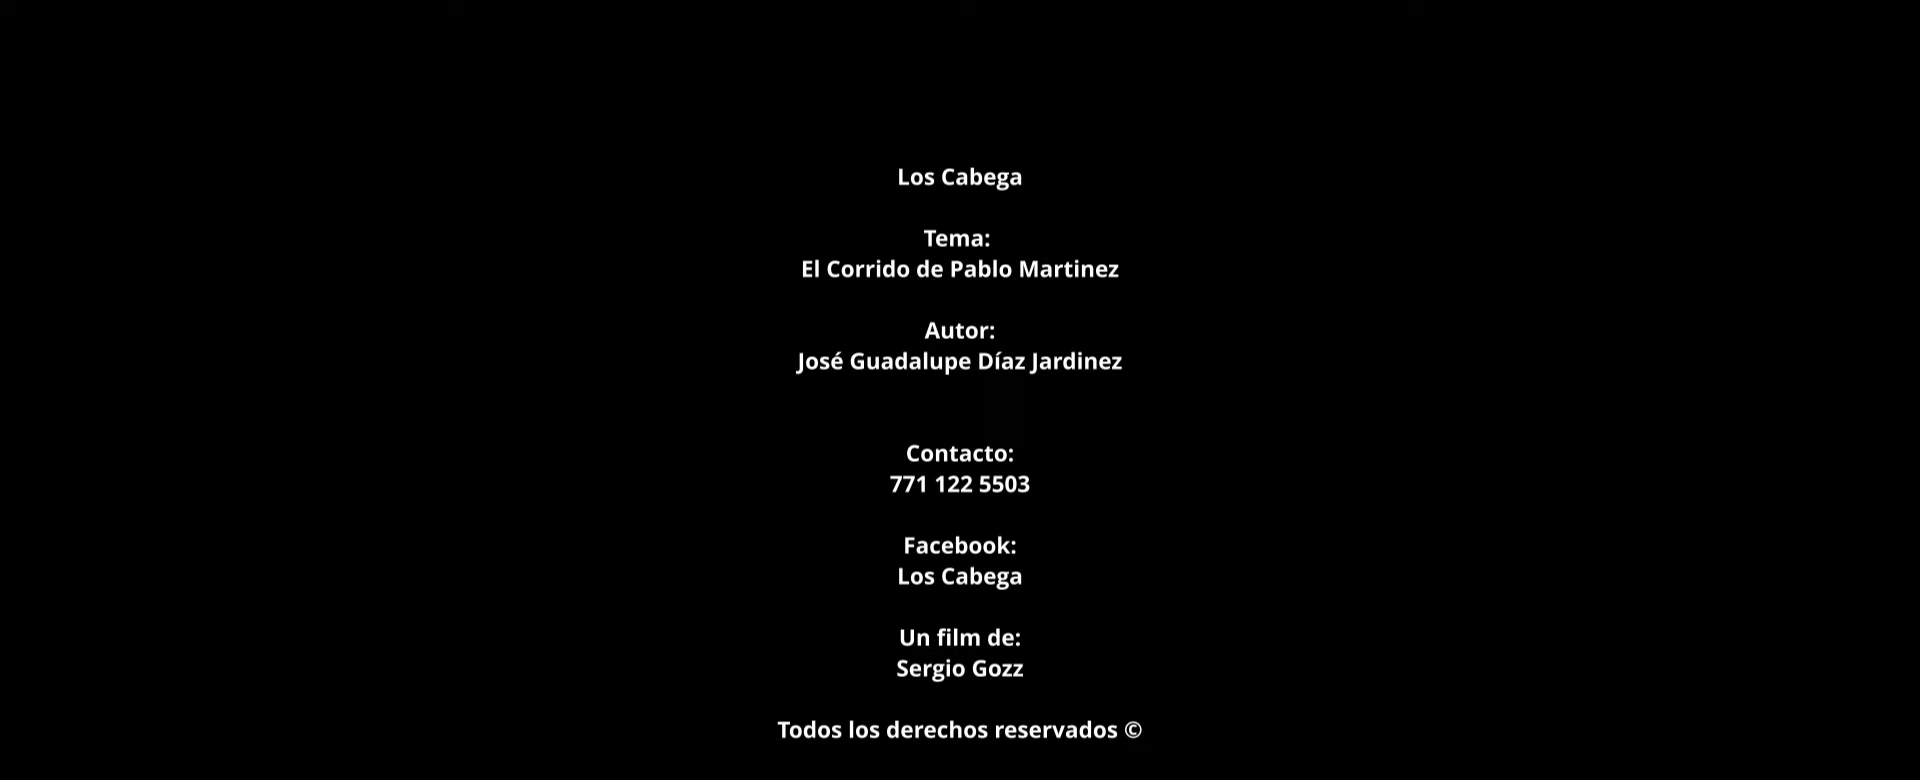 Los Cabega
Tema:
El Corrido de Pablo Martinez
Autor:
José Guadalupe Díaz Jardinez
Contacto:
771 122 5503
Facebook:
Los Cabega
Un film de:
Sergio Gozz
Todos los derechos reservados ©